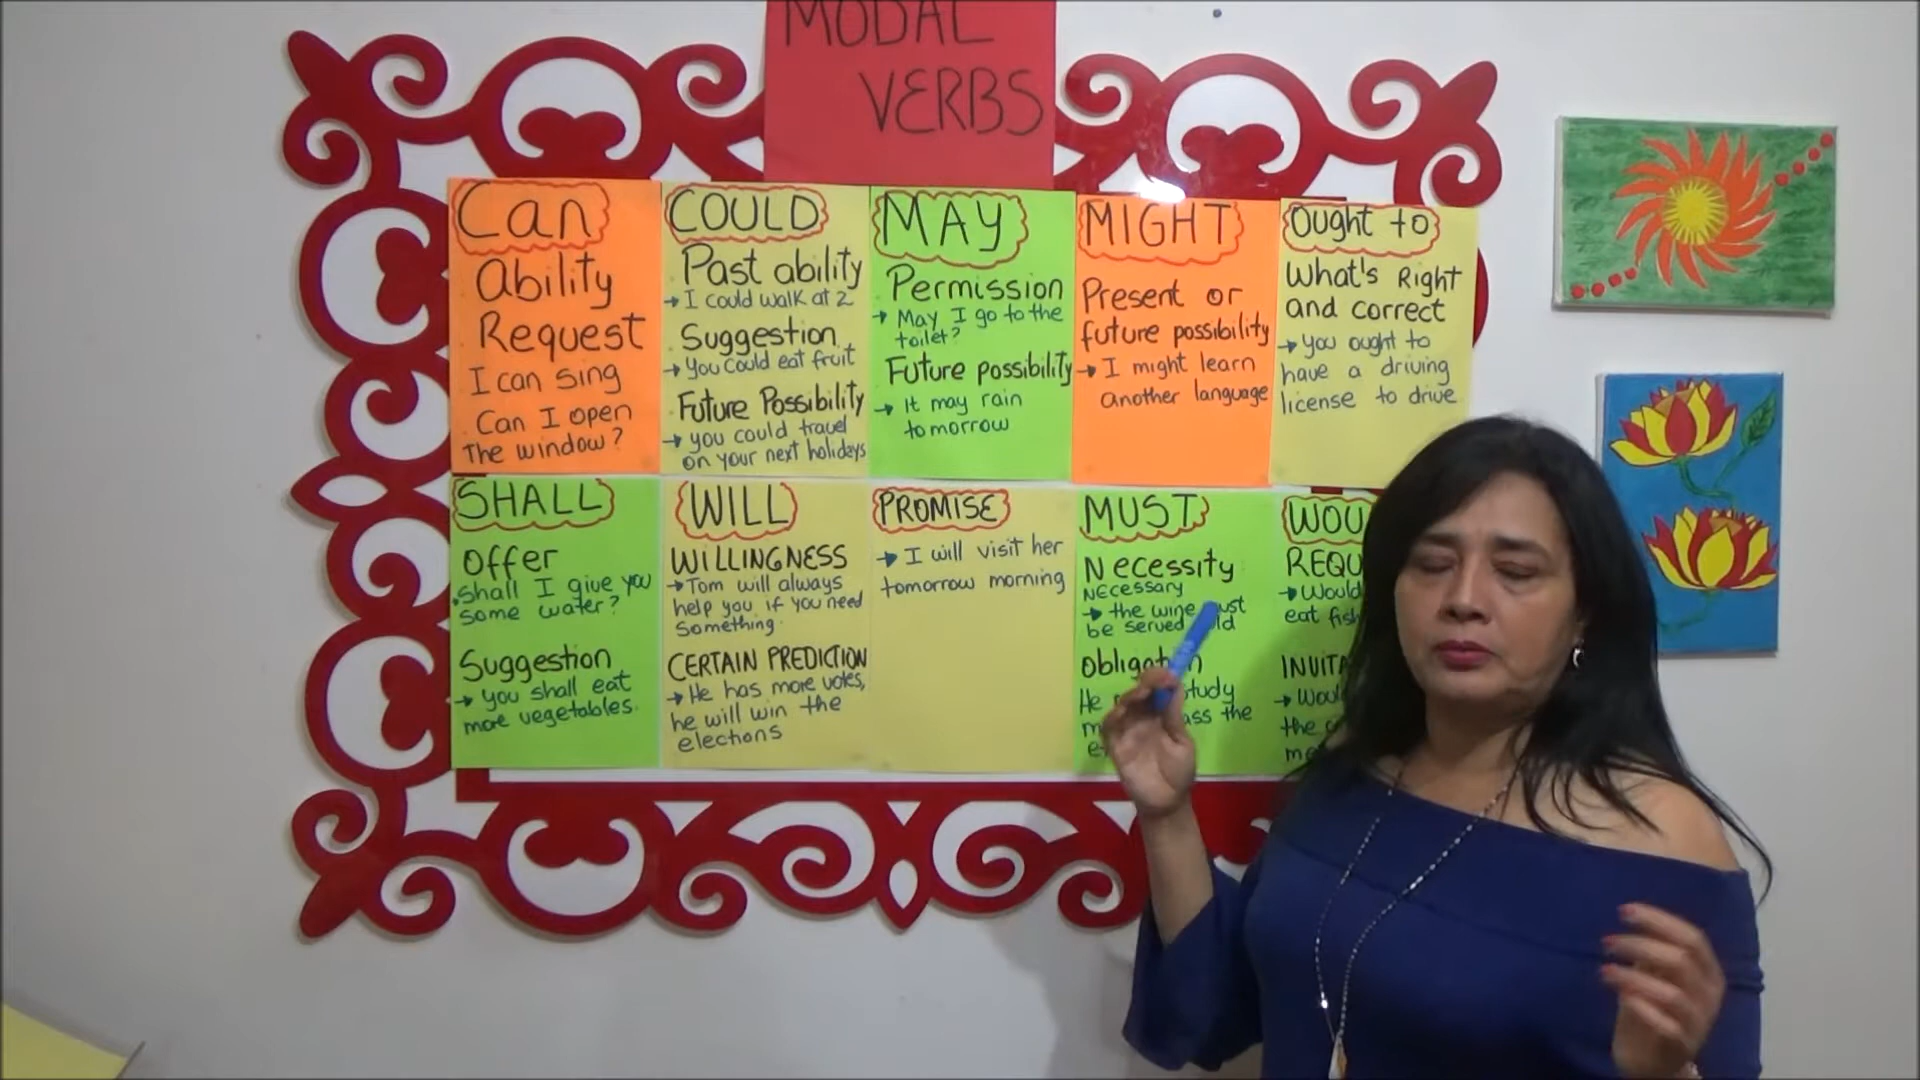 MODAL
VERBS
Can
Ability
Request
I can sing
Can I open
The window?
COULD
Past ability
→ I could walk at 2
Suggestion
→ You could eat fruit
Future Possibility
→ you could travel
on your next holidays
MAY
Permission
→ May I go to the
toilet?
Future possibility
→ It may rain
tomorrow
MIGHT
Present or
future possibility
→ I might learn
another language
Ought to
What's Right
and correct
→ you ought to
have a driving
license to drive
SHALL
Offer
Shall I give you
some water?
Suggestion
→ you shall eat
more vegetables.
WILL
WILLINGNESS
→ Tom will always
help you if you need
something.
CERTAIN PREDICTION
→ He has more votes,
he will win the
elections
PROMISE
→ I will visit her
tomorrow morning
MUST
Necessity
Necessary
→ the wine
be served
He study
the
→ Would
eat fish